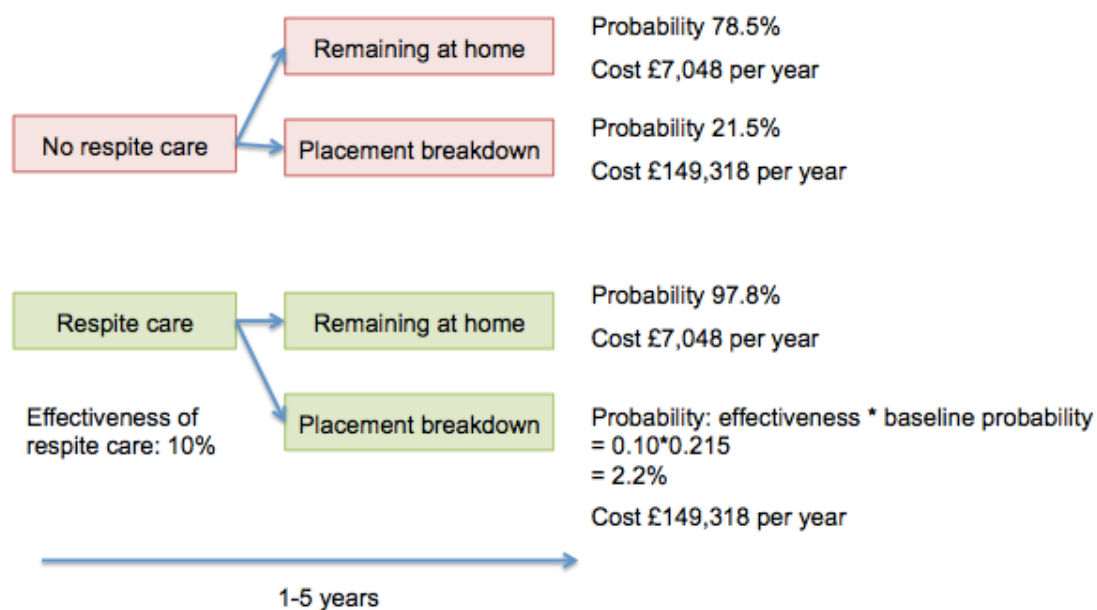 Remaining at home
Probability 78.5%
Cost £7,048 per year
No respite care
Placement breakdown
Probability 21.5%
Cost £149,318 per year
Respite care
Remaining at home
Probability 97.8%
Cost £7,048 per year
Effectiveness of
respite care: 10%
Placement breakdown
Probability: effectiveness * baseline probability
= 0.10*0.215
= 2.2%
Cost £149,318 per year
1-5 years